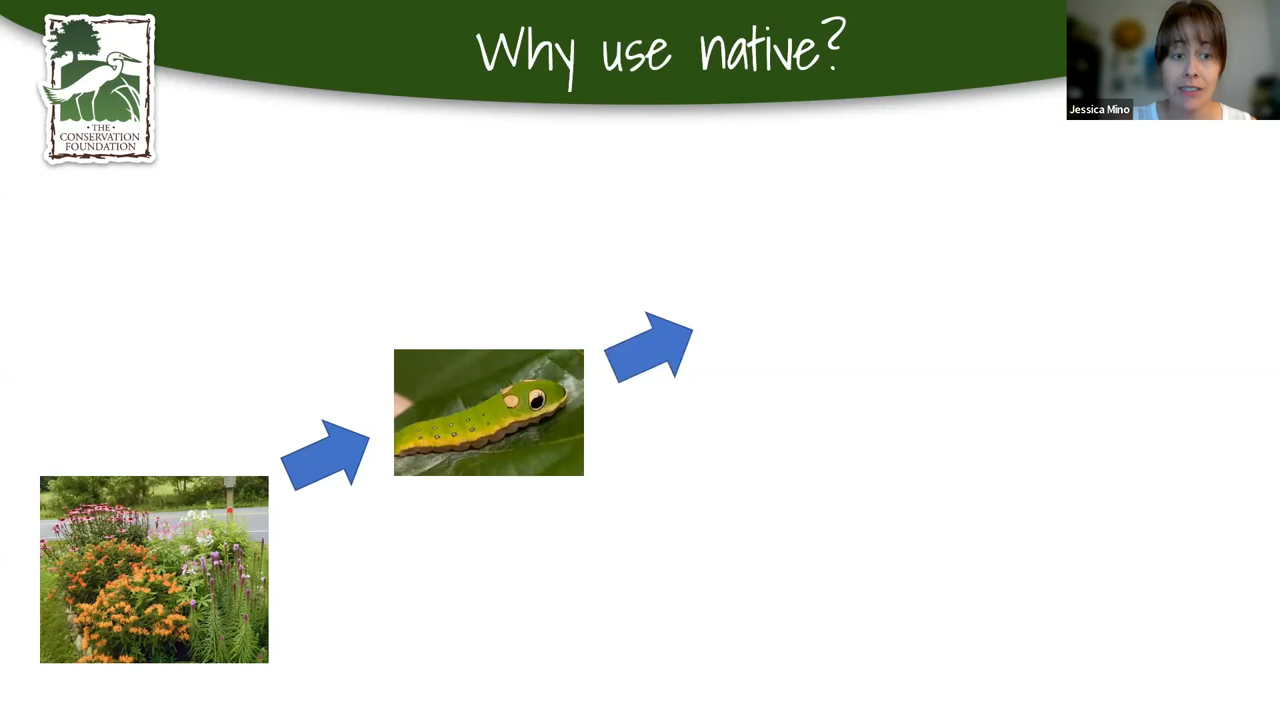 Why use native?
• THE •
CONSERVATION
FOUNDATION
Jessica Mino